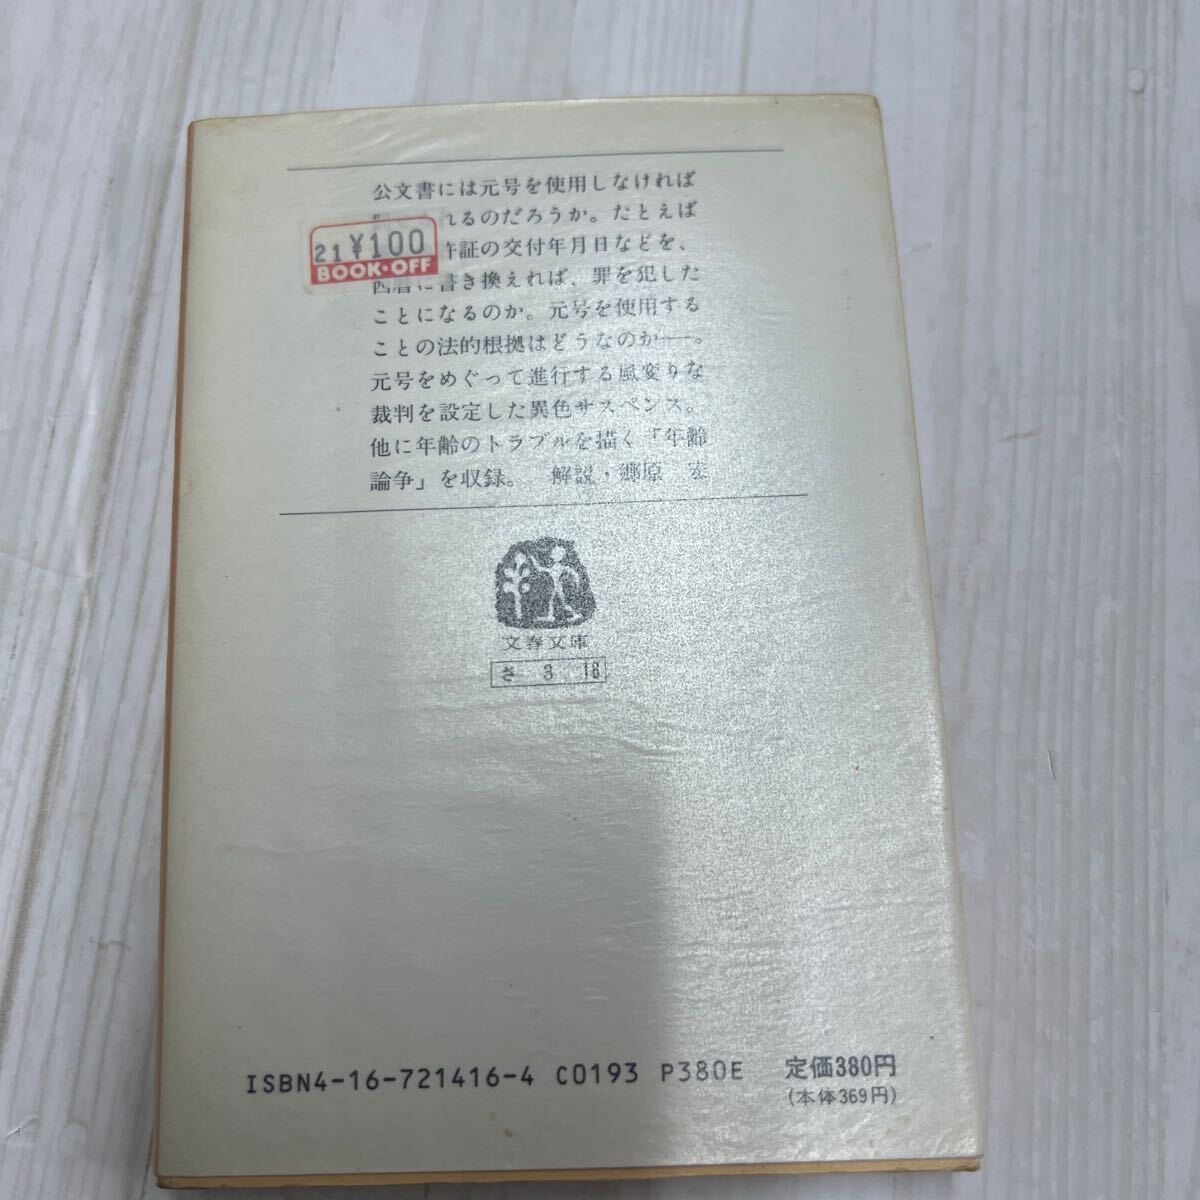 公文書には元号を使用しなければ
れるのだろうか。たとえば
許証の交付年月日などを、
西暦に書き換えれば、罪を犯した
ことになるのか。元号を使用する
ことの法的根拠はどうなのか――。
元号をめぐって進行する風変りな
裁判を設定した異色サスペンス。
他に年齢のトラブルを描く「年齢
論争」を収録。 解説・郷原 宏
21 ¥100
BOOK・OFF
文春文庫
さ 3 16
ISBN4-16-721416-4 C0193 P380E 定価380円
(本体369円)